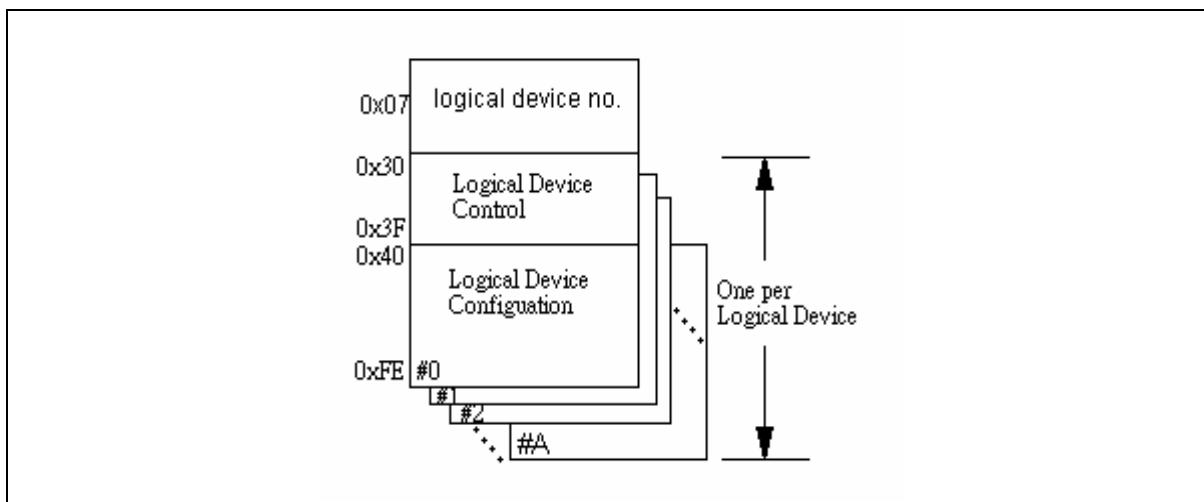 0x07
logical device no.
0x30
Logical Device
Control
0x3F
0x40
Logical Device
Configuation
One per
Logical Device
0xFE
#0
#1
#2
#A